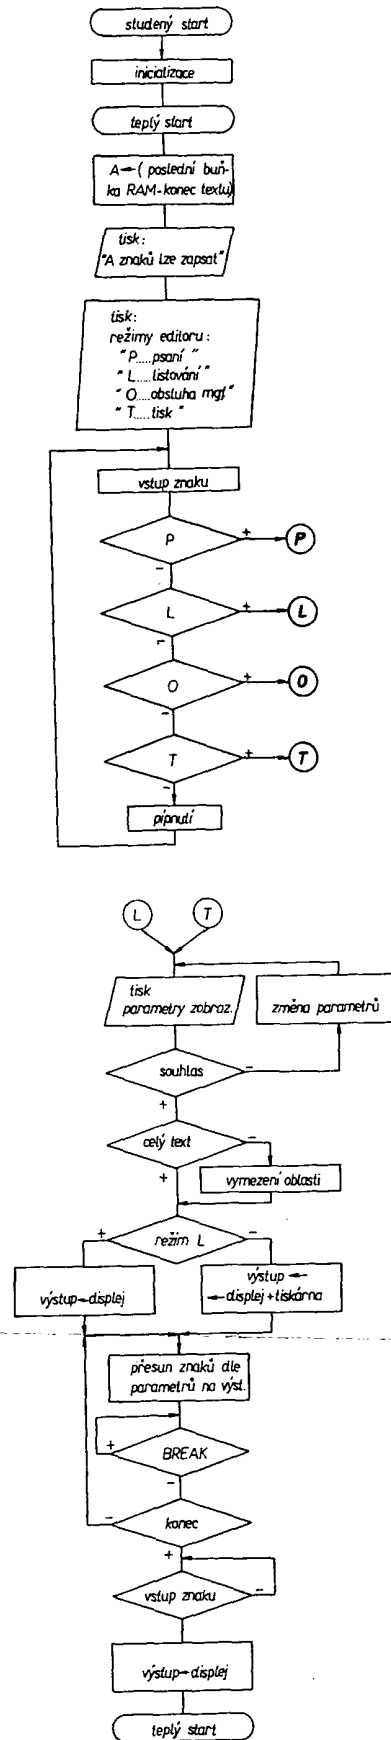 studený start
inicializace
teplý start
A←( poslední buň-
ka RAM-konec textu)
tisk:
"A znaků lze zapsat"
tisk:
režimy editoru:
"P.....psaní"
"L.....listování"
"O.....obsluha mgf"
"T.....tisk"
vstup znaku
P
+
P
-
L
+
L
-
O
+
O
-
T
+
T
-
pípnutí
L
T
tisk
parametry zobraz.
změna parametrů
souhlas
-
+
celý text
-
+
vymezení oblasti
+
režim L
-
výstup←displej
výstup ←
←displej+tiskárna
přesun znaků dle
parametrů na výst.
+
BREAK
-
-
konec
+
vstup znaku
-
výstup←displej
teplý start